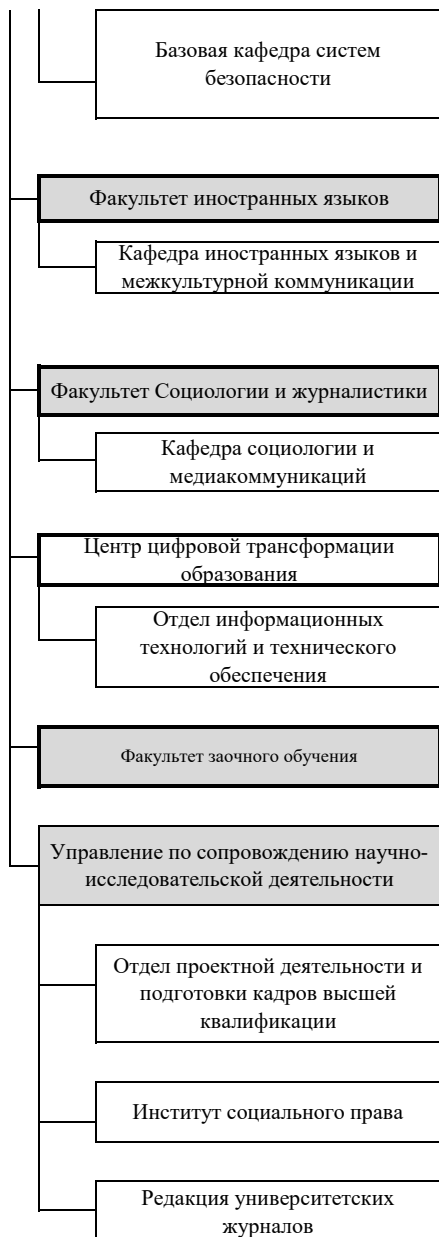 Базовая кафедра систем
безопасности
Факультет иностранных языков
Кафедра иностранных языков и
межкультурной коммуникации
Факультет Социологии и журналистики
Кафедра социологии и
медиакоммуникаций
Центр цифровой трансформации
образования
Отдел информационных
технологий и технического
обеспечения
Факультет заочного обучения
Управление по сопровождению научно-
исследовательской деятельности
Отдел проектной деятельности и
подготовки кадров высшей
квалификации
Институт социального права
Редакция университетских
журналов